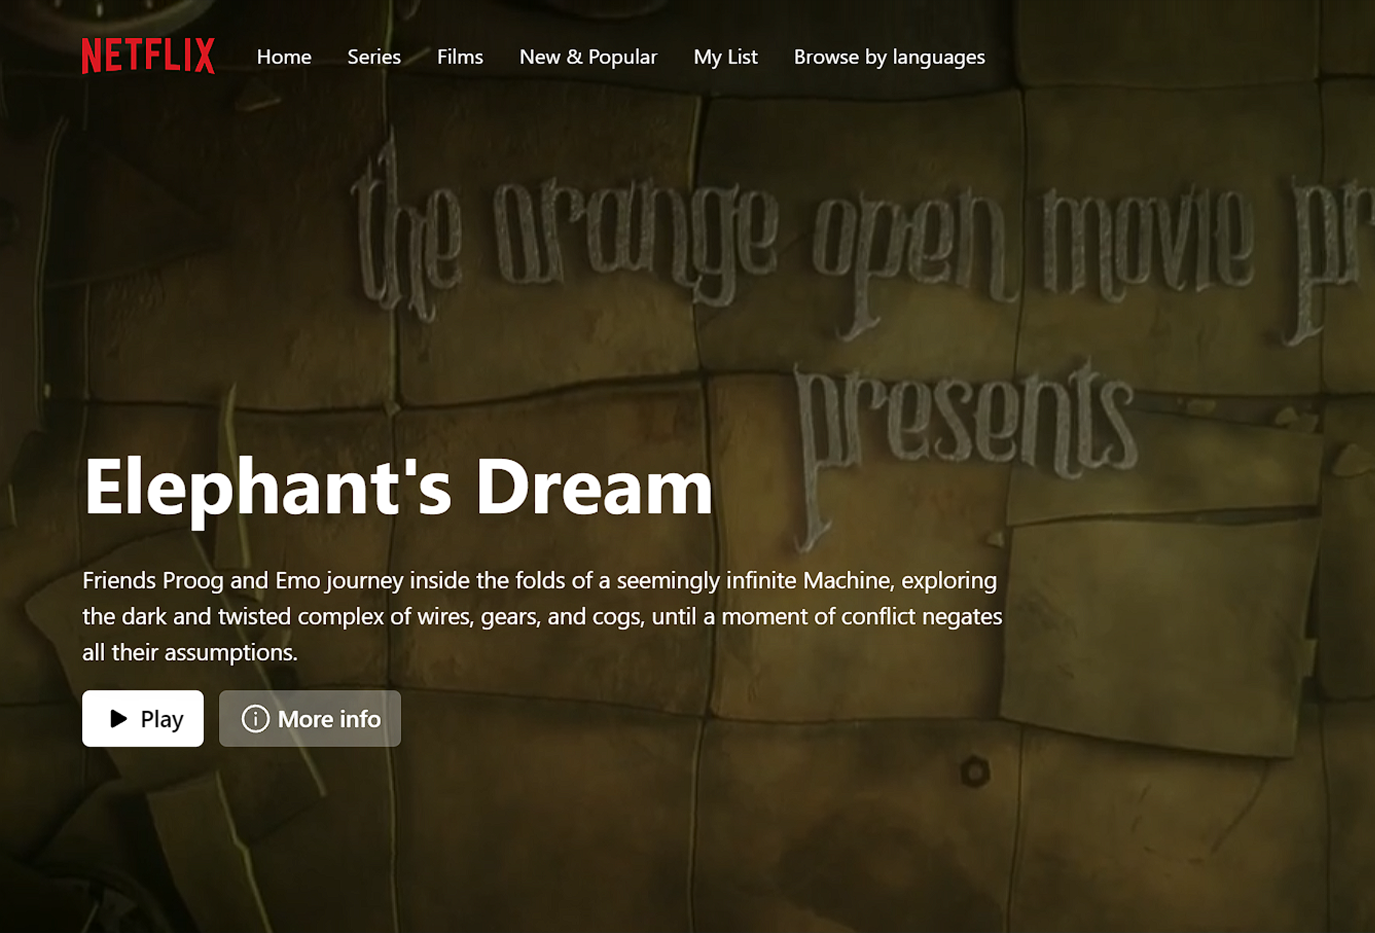 NETFLIX Home Series Films New & Popular My List Browse by languages
the orange open movie pr
presents
Elephant's Dream
Friends Proog and Emo journey inside the folds of a seemingly infinite Machine, exploring
the dark and twisted complex of wires, gears, and cogs, until a moment of conflict negates
all their assumptions.
Play More info